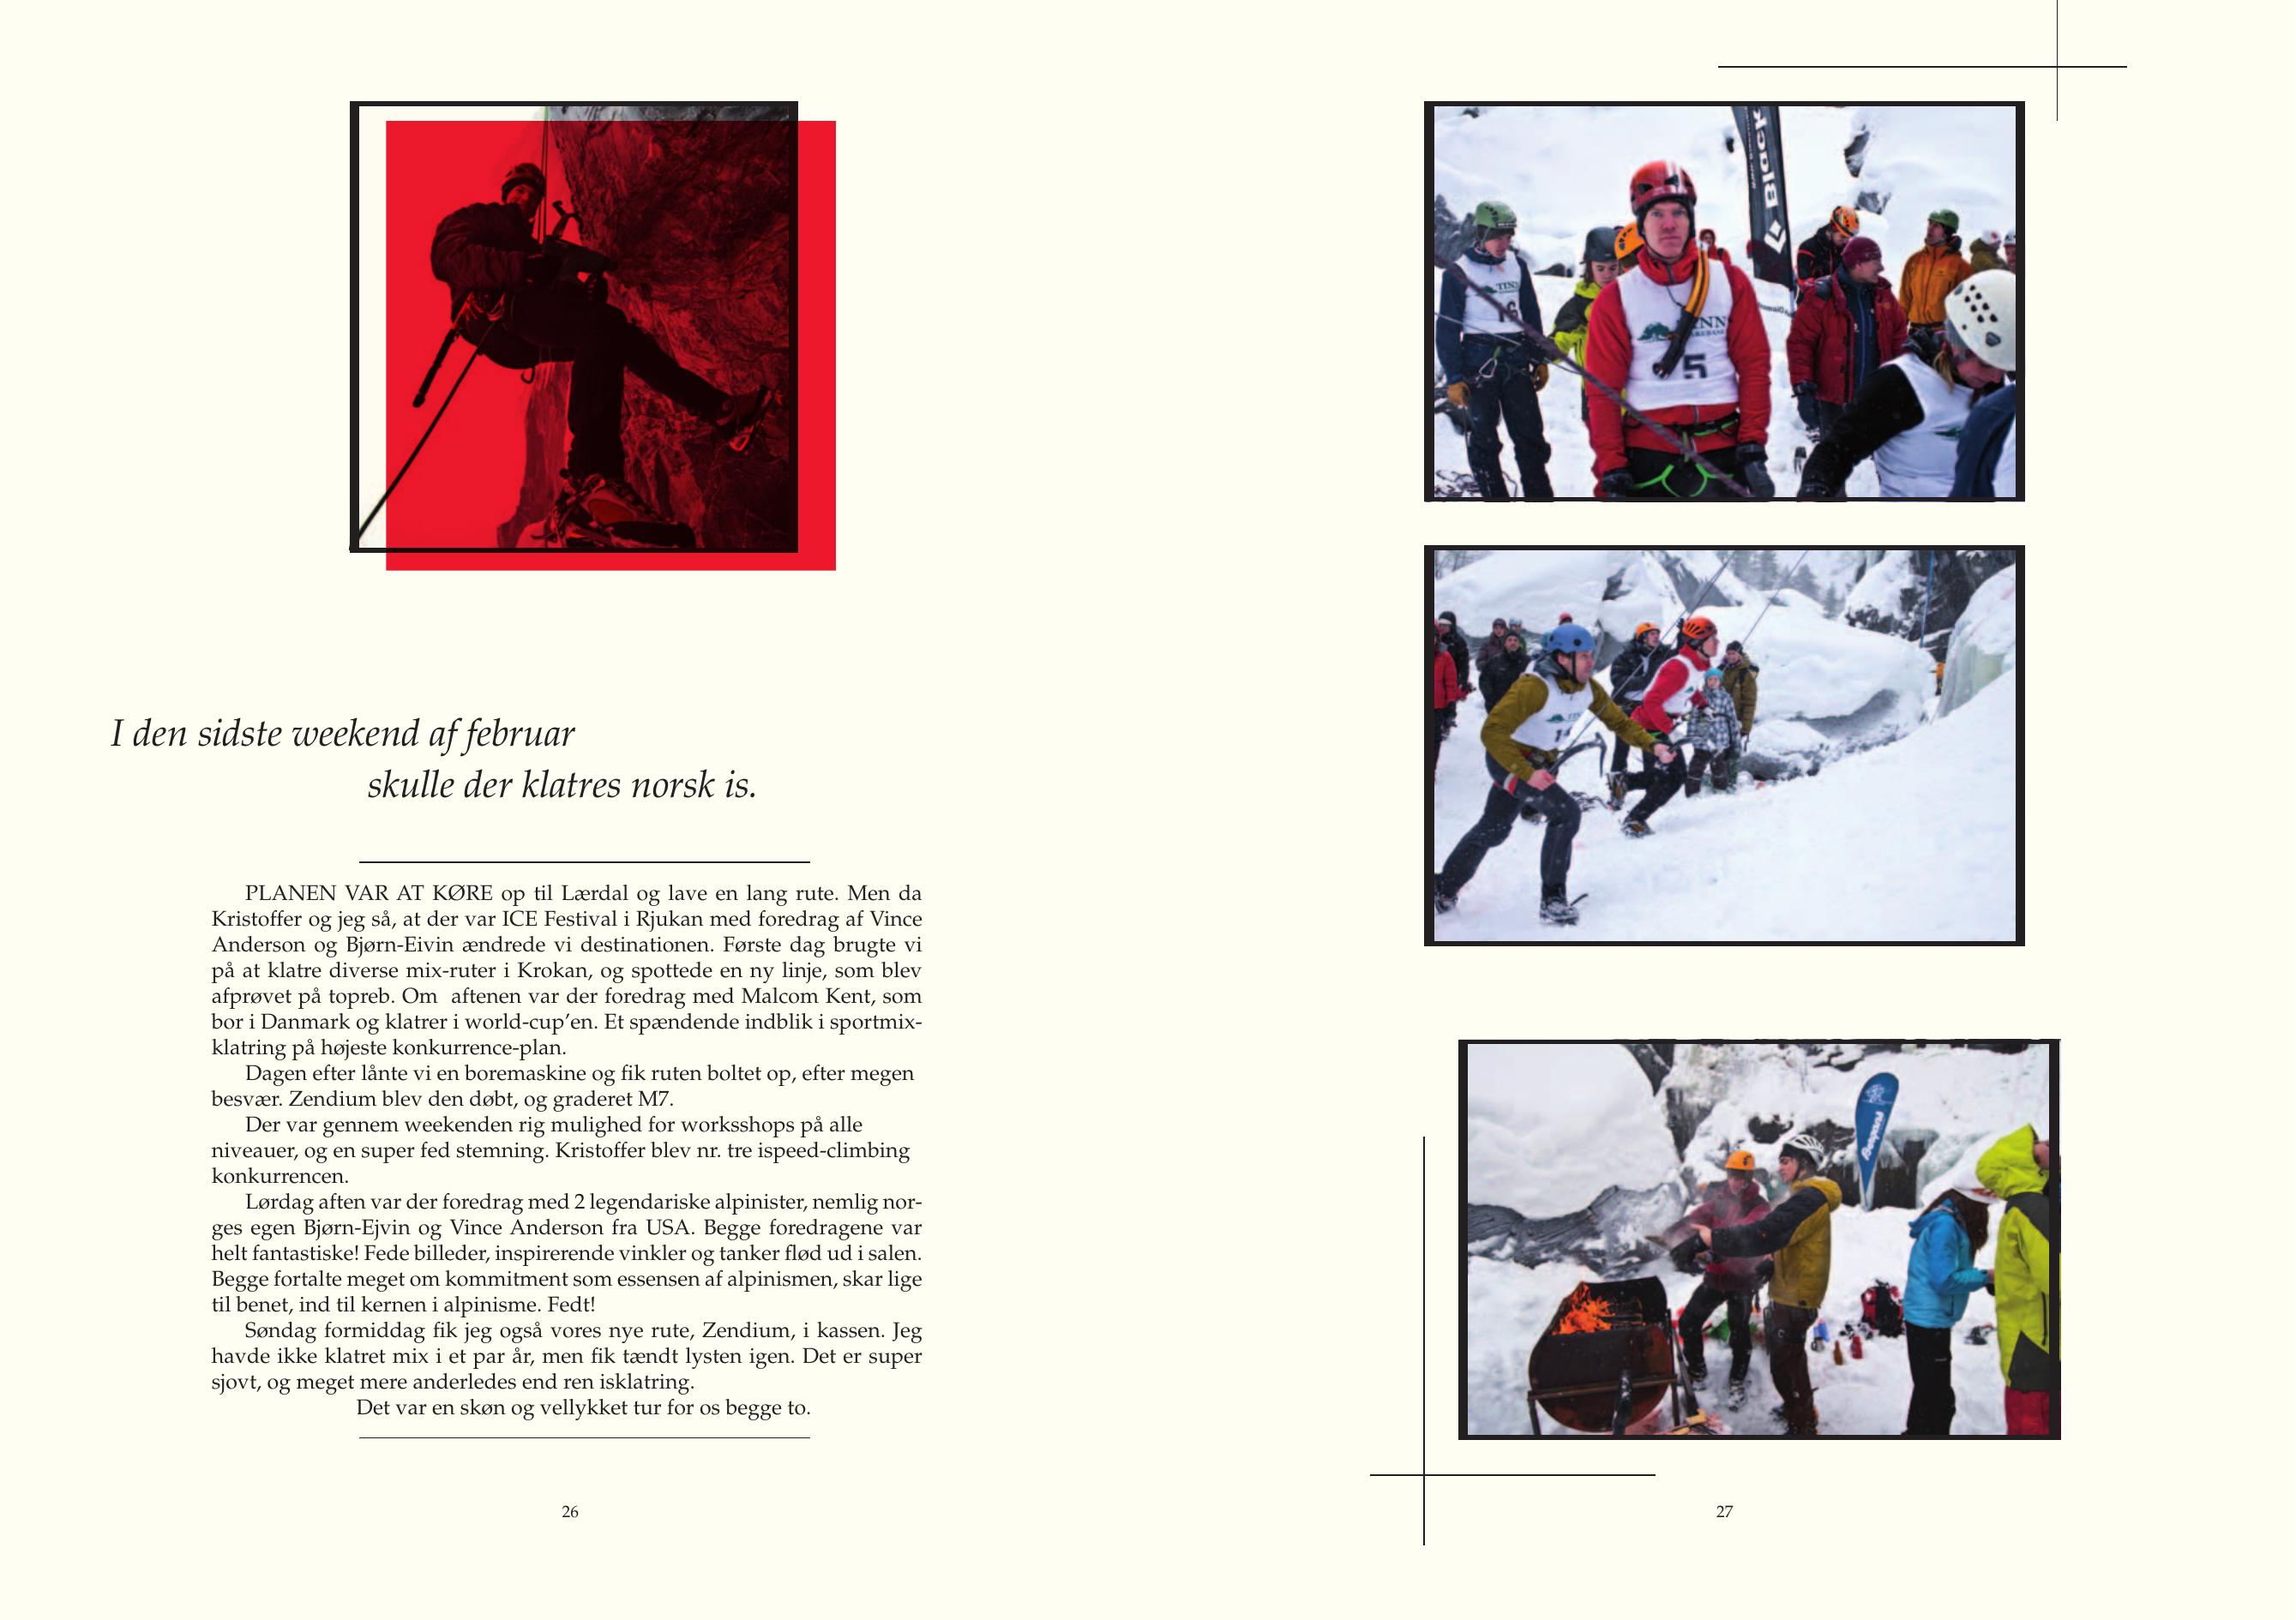 I den sidste weekend af februar
skulle der klatres norsk is.
PLANEN VAR AT KØRE op til Lærdal og lave en lang rute. Men da
Kristoffer og jeg så, at der var ICE Festival i Rjukan med foredrag af Vince
Anderson og Bjørn-Eivin ændrede vi destinationen. Første dag brugte vi
på at klatre diverse mix-ruter i Krokan, og spottede en ny linje, som blev
afprøvet på topreb. Om  aftenen var der foredrag med Malcom Kent, som
bor i Danmark og klatrer i world-cup’en. Et spændende indblik i sportmix-
klatring på højeste konkurrence-plan.
Dagen efter lånte vi en boremaskine og fik ruten boltet op, efter megen
besvær. Zendium blev den døbt, og graderet M7.
Der var gennem weekenden rig mulighed for worksshops på alle
niveauer, og en super fed stemning. Kristoffer blev nr. tre ispeed-climbing
konkurrencen.
Lørdag aften var der foredrag med 2 legendariske alpinister, nemlig nor-
ges egen Bjørn-Ejvin og Vince Anderson fra USA. Begge foredragene var
helt fantastiske! Fede billeder, inspirerende vinkler og tanker flød ud i salen.
Begge fortalte meget om kommitment som essensen af alpinismen, skar lige
til benet, ind til kernen i alpinisme. Fedt!
Søndag formiddag fik jeg også vores nye rute, Zendium, i kassen. Jeg
havde ikke klatret mix i et par år, men fik tændt lysten igen. Det er super
sjovt, og meget mere anderledes end ren isklatring.
Det var en skøn og vellykket tur for os begge to.
26
Black
TINN
16
5
14
Bergans
27